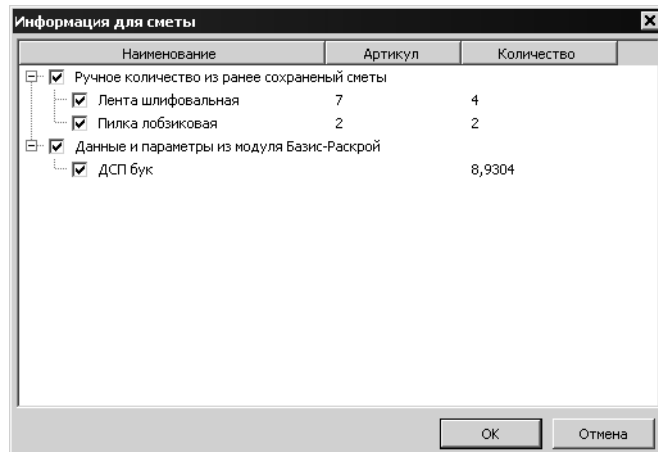 Информация для сметы
Наименование Артикул Количество
Ручное количество из ранее сохраненый сметы
Лента шлифовальная 7 4
Пилка лобзиковая 2 2
Данные и параметры из модуля Базис-Раскрой
ДСП бук 8,9304
ОК Отмена